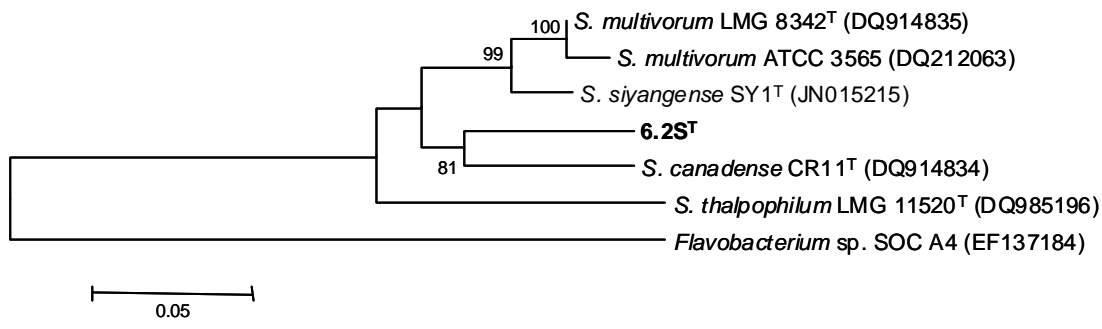 100 S. multivorum LMG 8342ᵀ (DQ914835)
99 S. multivorum ATCC 3565 (DQ212063)
S. siyangense SY1ᵀ (JN015215)
6.2Sᵀ
81 S. canadense CR11ᵀ (DQ914834)
S. thalpophilum LMG 11520ᵀ (DQ985196)
Flavobacterium sp. SOC A4 (EF137184)
0.05